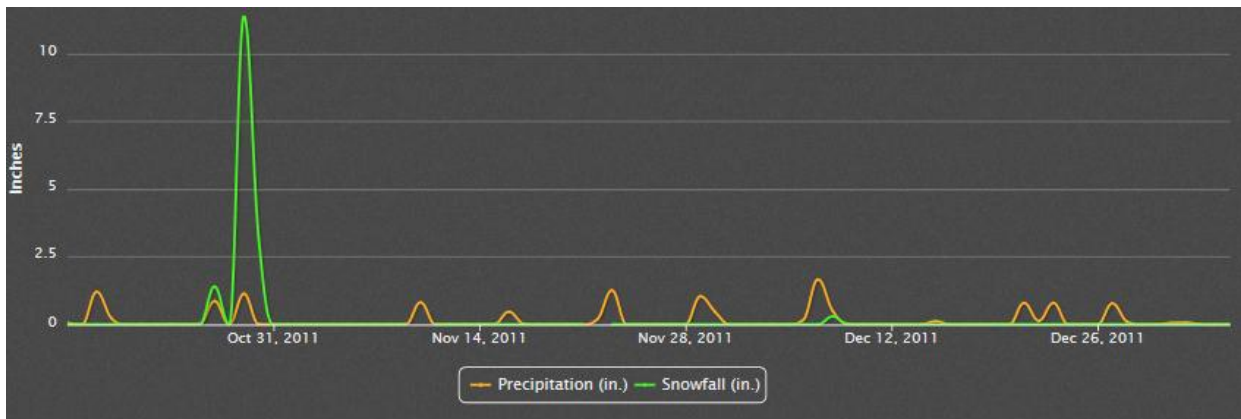 10
7.5
5
2.5
0
Inches
Oct 31, 2011 Nov 14, 2011 Nov 28, 2011 Dec 12, 2011 Dec 26, 2011
Precipitation (in.) Snowfall (in.)